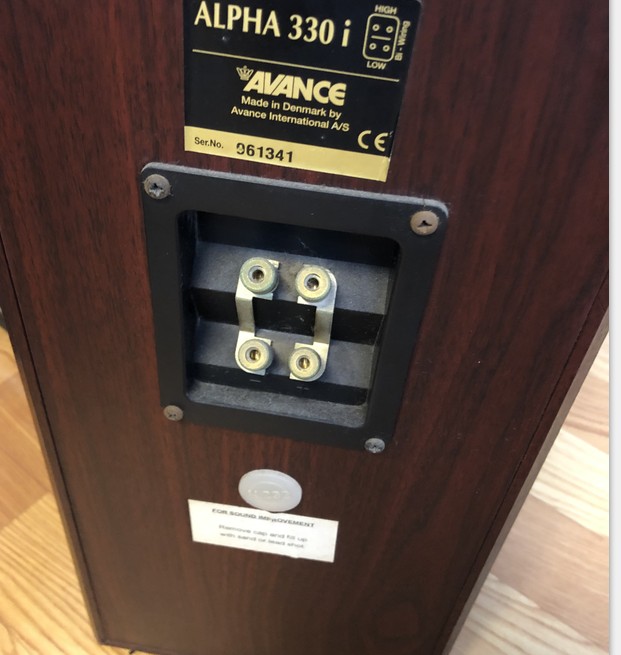 ALPHA 330 i
HIGH
LOW
Bi - Wiring
AVANCE
Made in Denmark by
Avance International A/S
CE
Ser.No. 961341
FOR SOUND IMPROVEMENT
Remove cap and fill up
with sand or lead shot